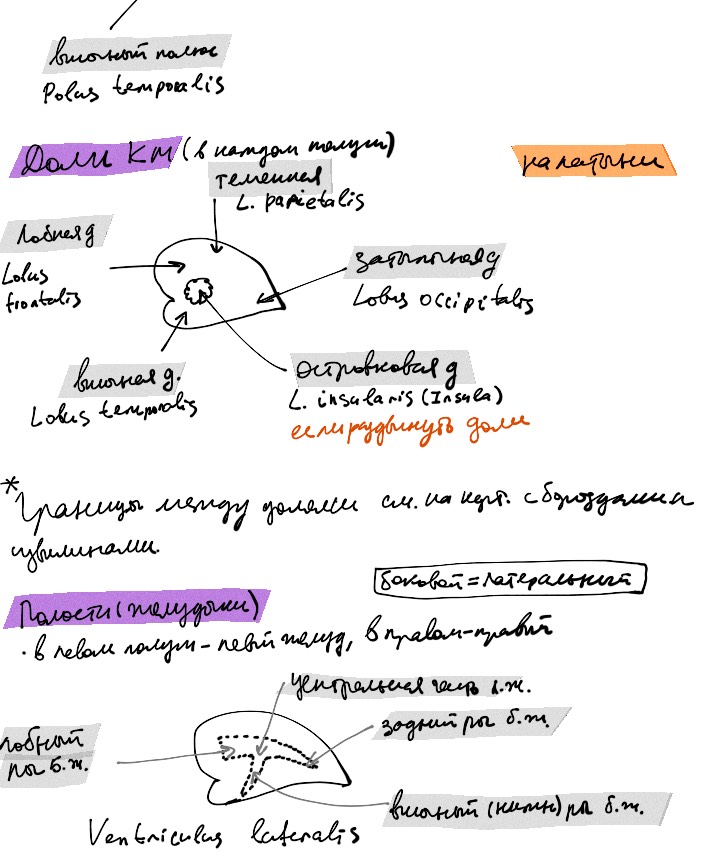 височный полюс
Polus temporalis
Доли КМ (в каждом полуш)
на латыни
теменная
L. parietalis
Лобная д
Lolus
frontalis
затылочная д
Lobus occipitalis
височная д.
Lobus temporalis
островковая д
L. insularis (Insula)
если раздвинуть доли
*Границы между долями см. на карт. с бороздами и
извилинами.
боковой = латеральный
Полости (желудочки)
· в левом полуш - левый желуд, в правом - правый
центральная часть б.ж.
задний рог б.ж.
лобный
рог б.ж.
височный (нижн) рог б.ж.
Ventriculus lateralis